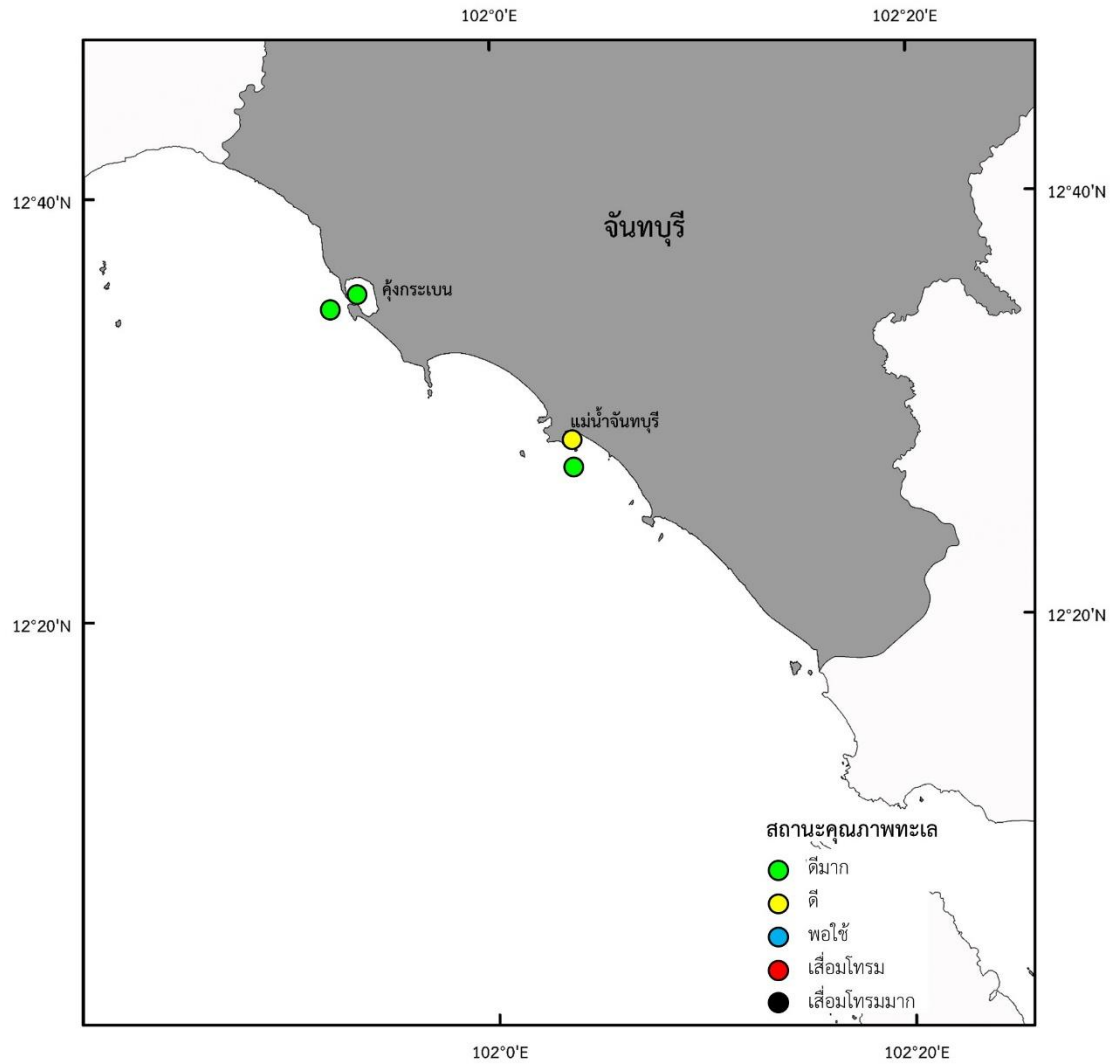 102°0'E
102°20'E
12°40'N
12°40'N
จันทบุรี
คุ้งกระเบน
แม่น้ำจันทบุรี
12°20'N
12°20'N
สถานะคุณภาพทะเล
ดีมาก
ดี
พอใช้
เสื่อมโทรม
เสื่อมโทรมมาก
102°0'E
102°20'E